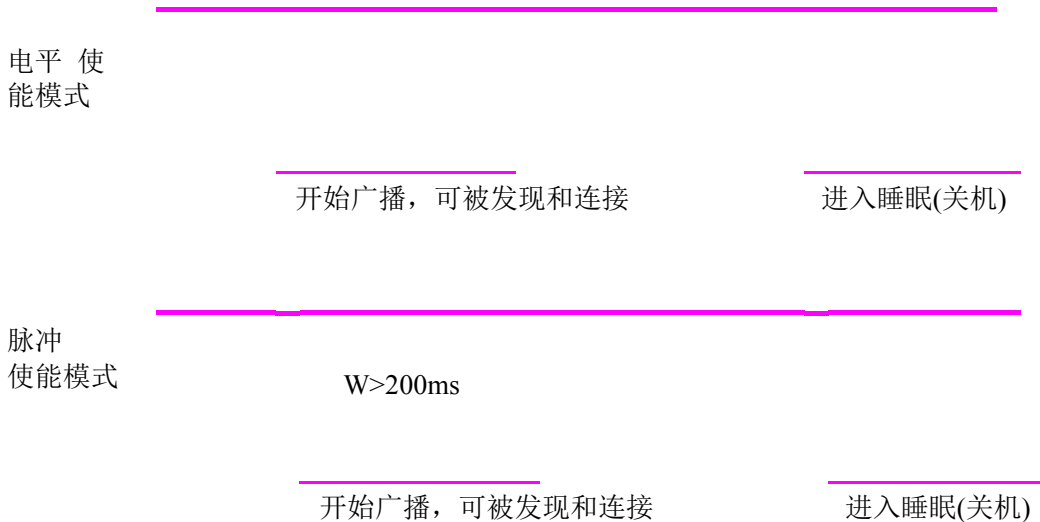 电平 使
能模式
开始广播，可被发现和连接
进入睡眠(关机)
脉冲
使能模式
W>200ms
开始广播，可被发现和连接
进入睡眠(关机)